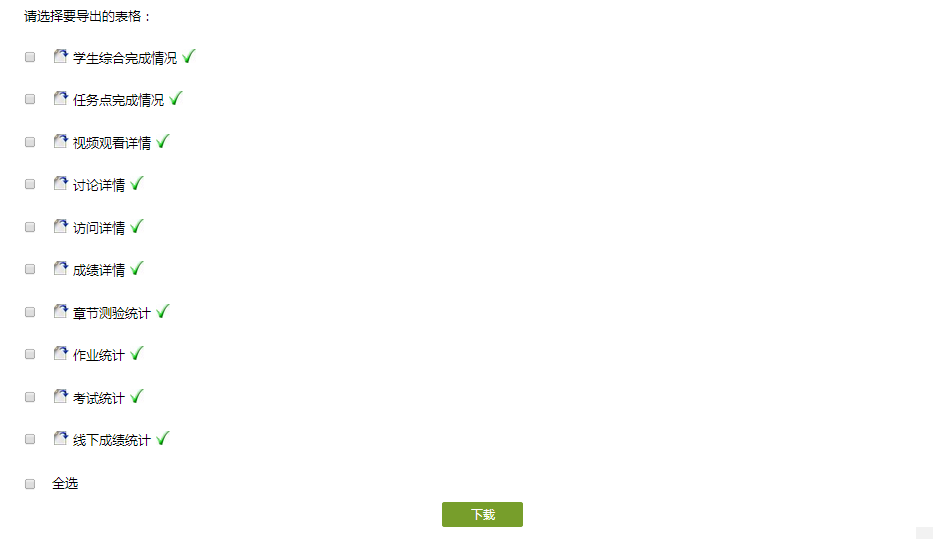 请选择要导出的表格：
学生综合完成情况
任务点完成情况
视频观看详情
讨论详情
访问详情
成绩详情
章节测验统计
作业统计
考试统计
线下成绩统计
全选
下载